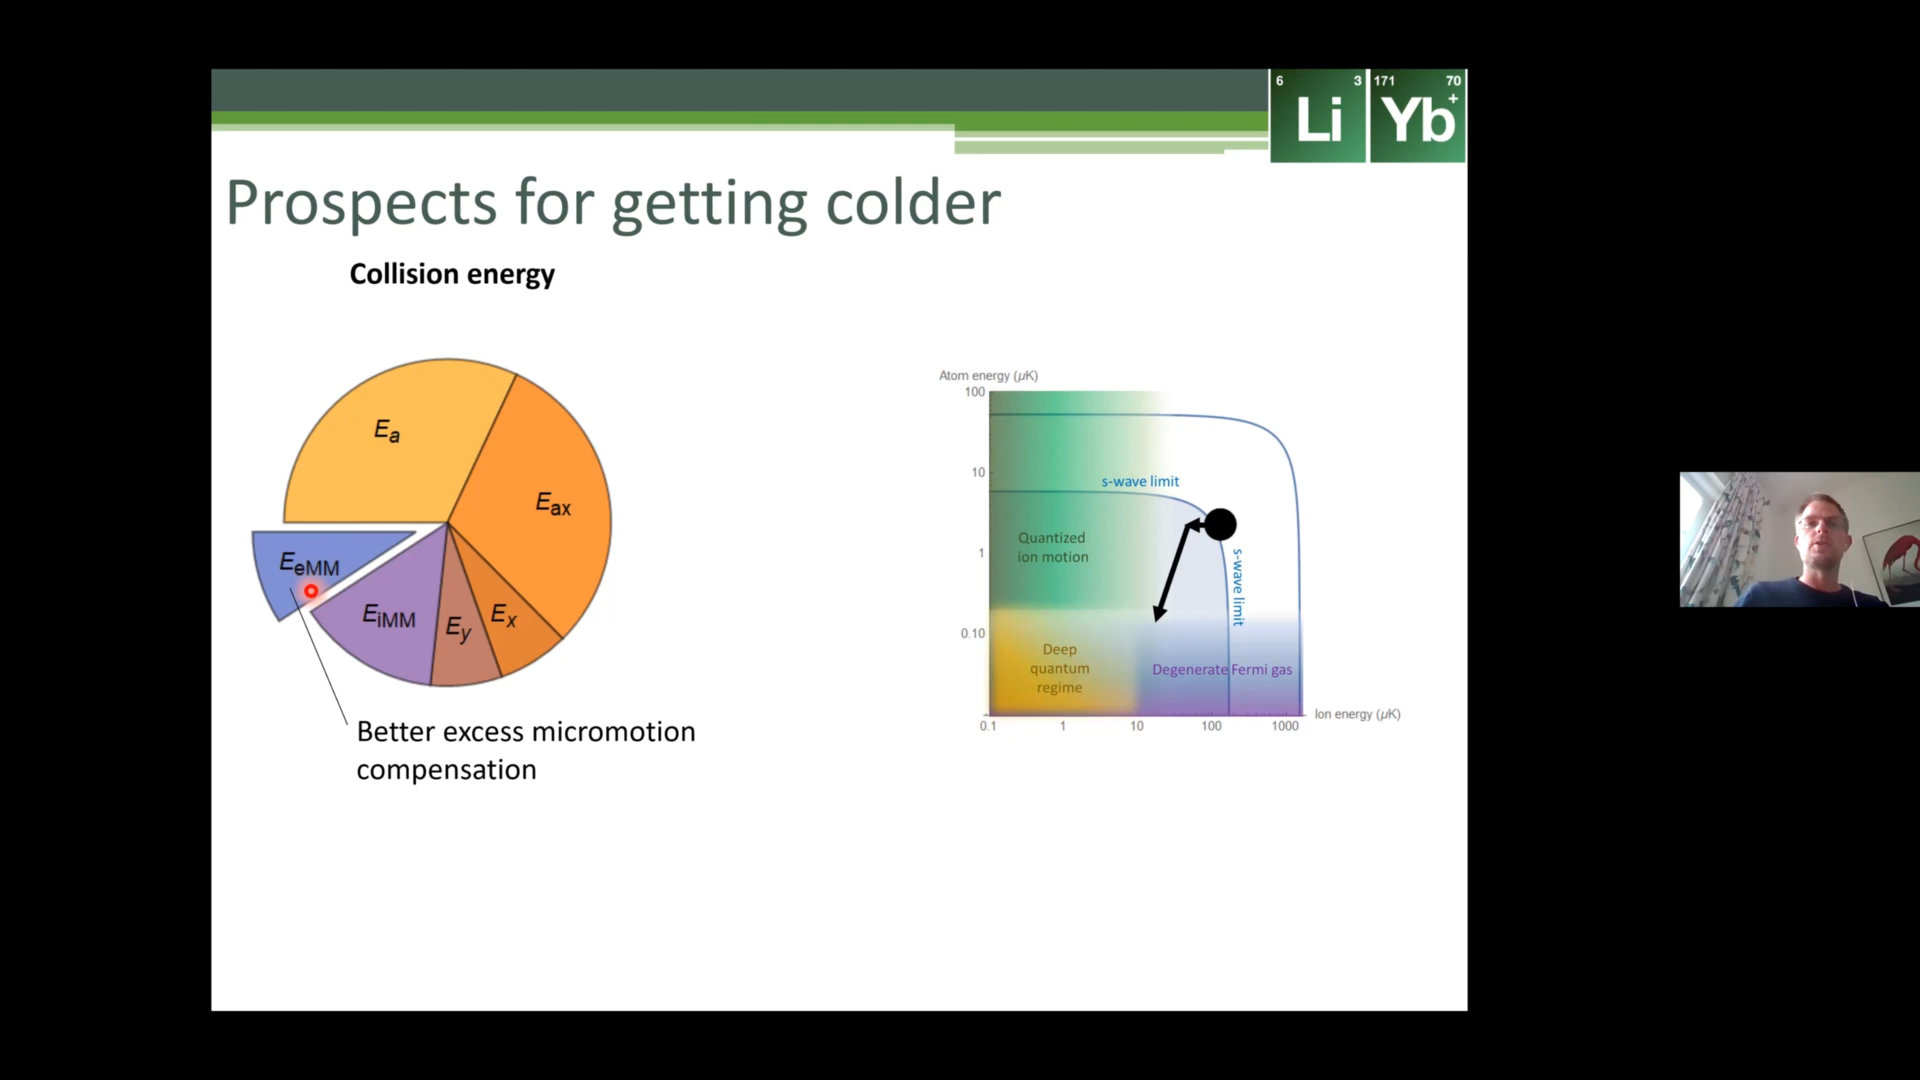 6 3 171 70
Li Yb+
Prospects for getting colder
Collision energy
Ea
Eax
EeMM
EiMM
Ey
Ex
Better excess micromotion
compensation
Atom energy (µK)
100
10
1
0.10
s-wave limit
s-wave limit
Quantized
ion motion
Deep
quantum
regime
Degenerate Fermi gas
Ion energy (µK)
0.1 1 10 100 1000